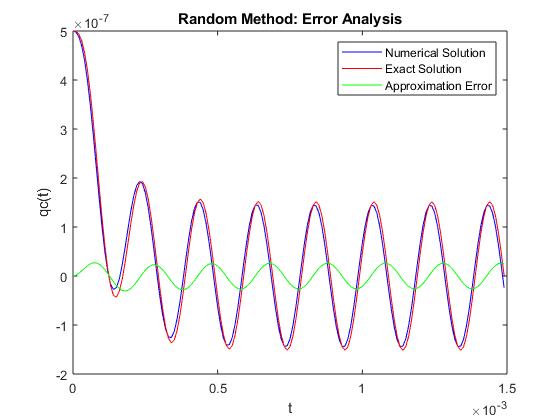 Random Method: Error Analysis
×10⁻⁷
5
4
3
2
1
0
-1
-2
qc(t)
Numerical Solution
Exact Solution
Approximation Error
0
0.5
1
1.5
t
×10⁻³